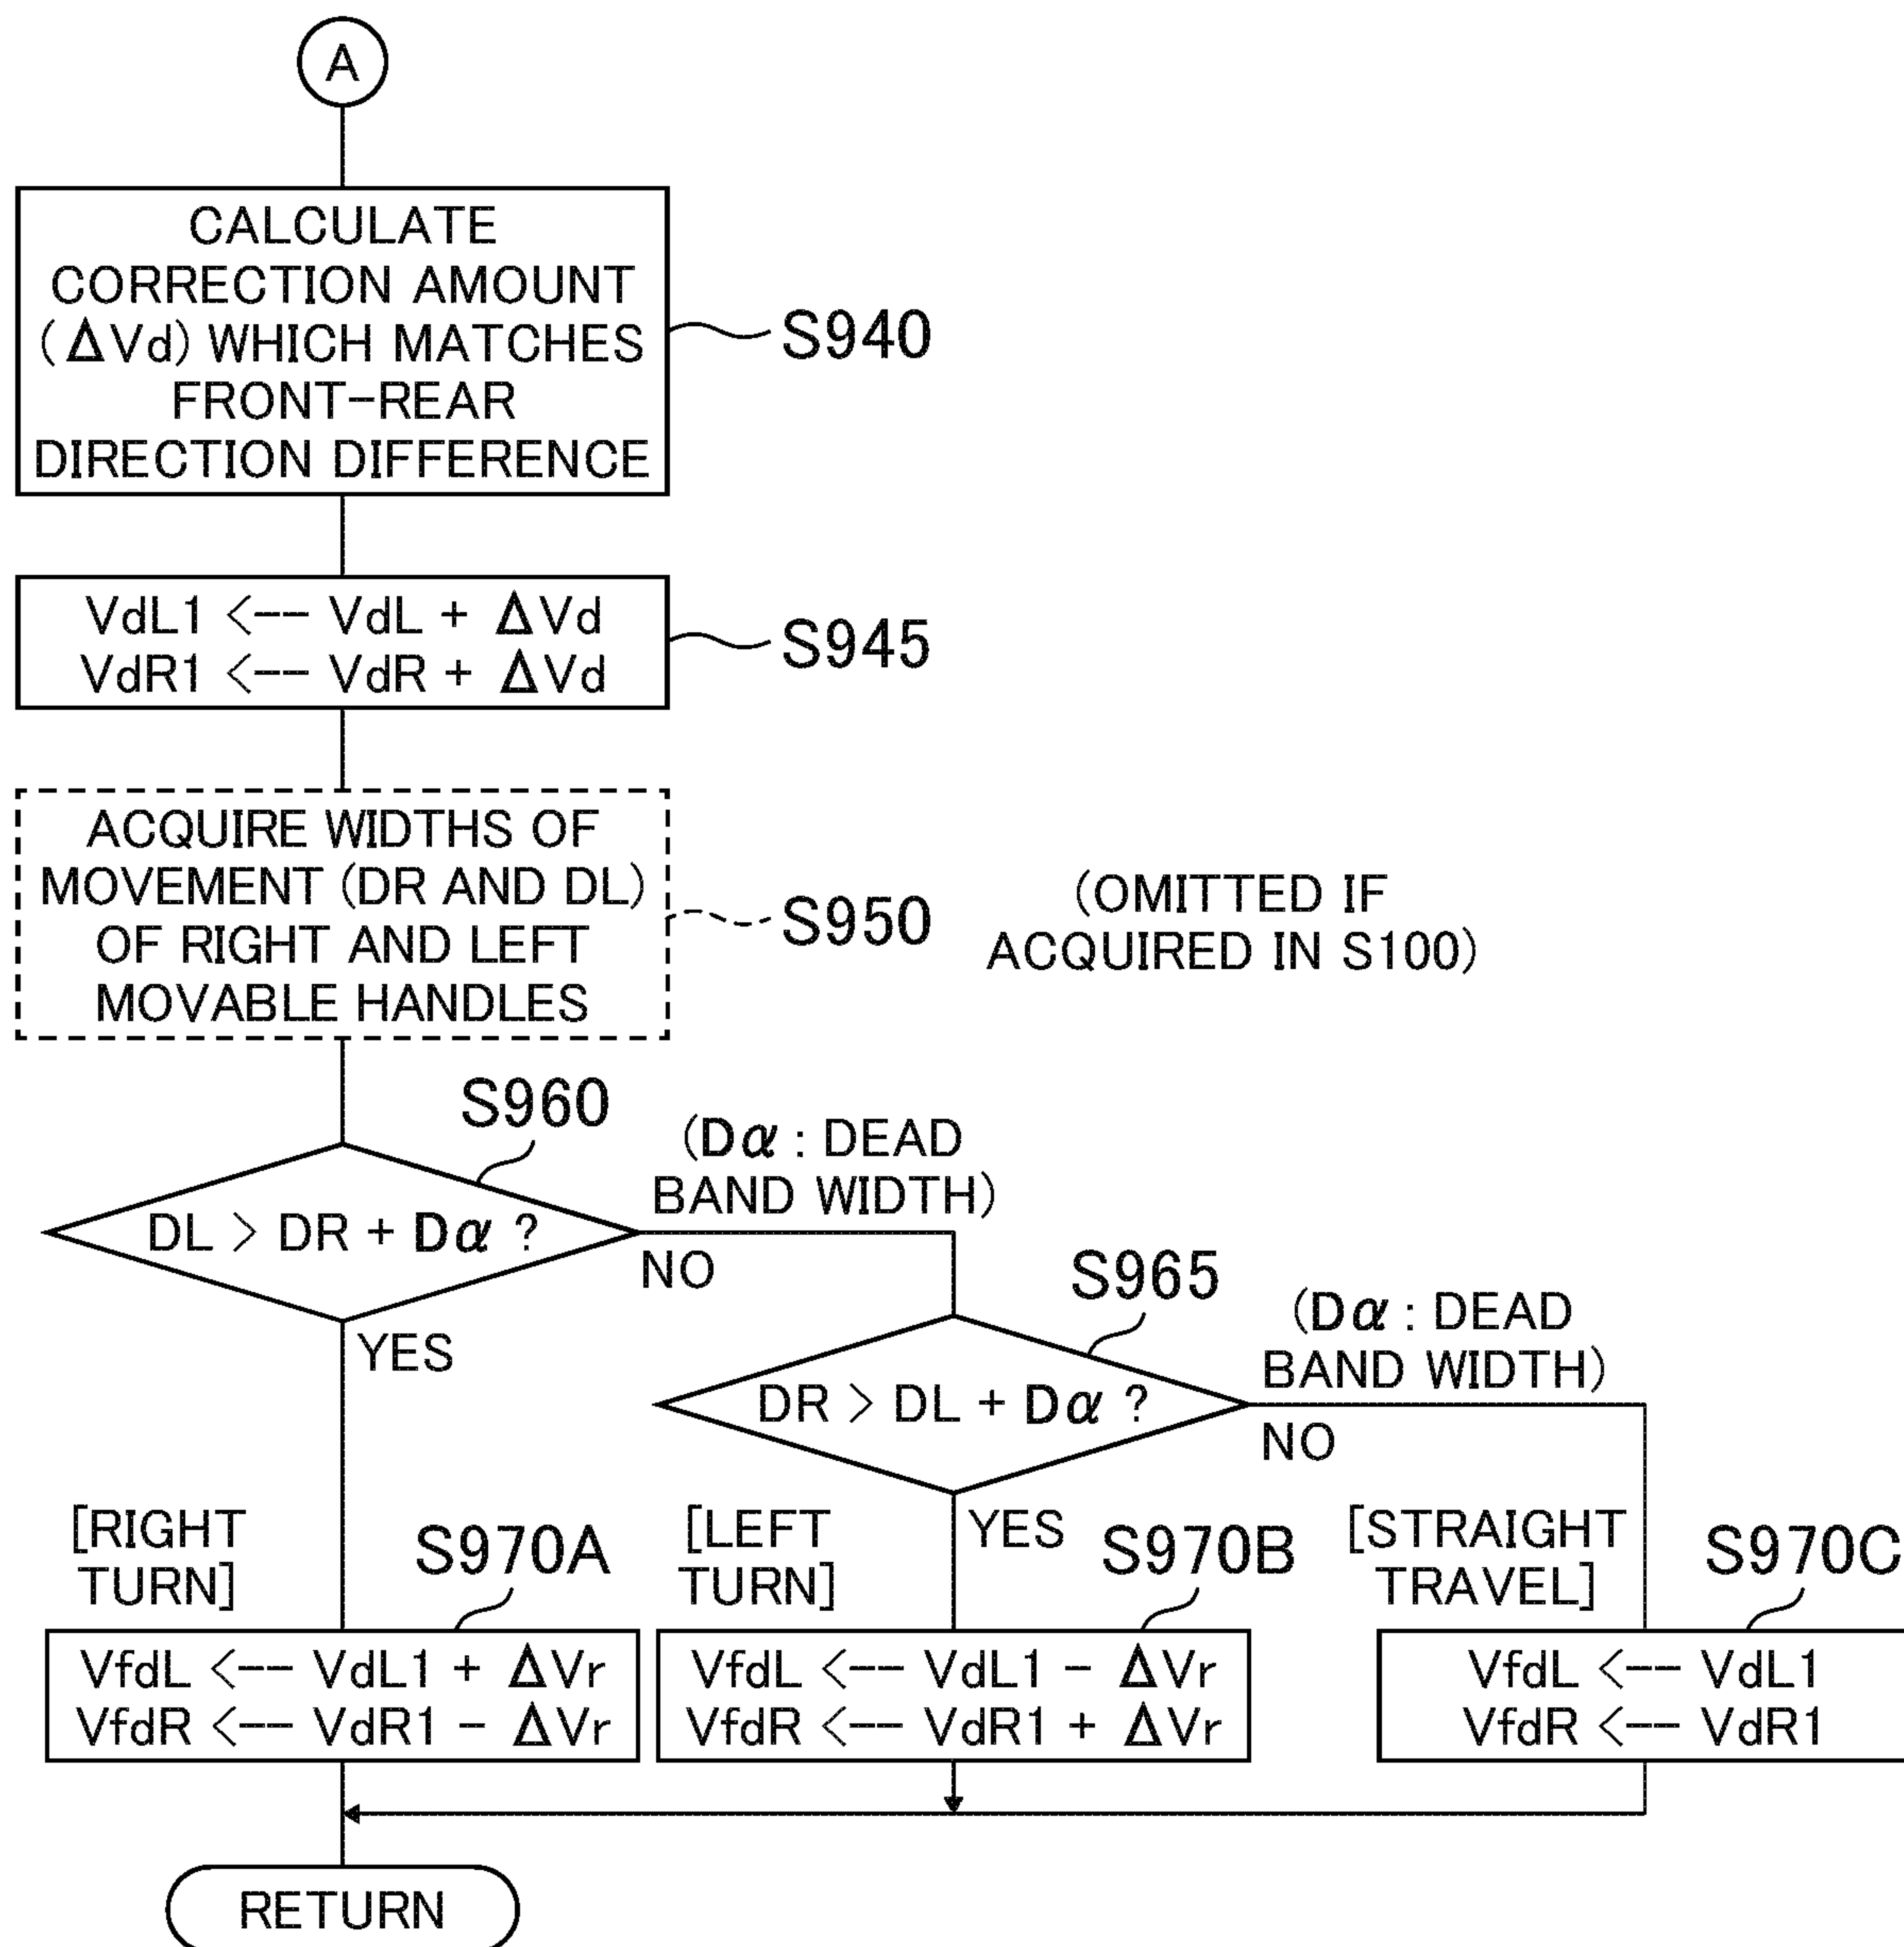 A
CALCULATE
CORRECTION AMOUNT
(ΔVd) WHICH MATCHES
FRONT-REAR
DIRECTION DIFFERENCE
S940
VdL1 <-- VdL + ΔVd
VdR1 <-- VdR + ΔVd
S945
ACQUIRE WIDTHS OF
MOVEMENT (DR AND DL)
OF RIGHT AND LEFT
MOVABLE HANDLES
S950
(OMITTED IF
ACQUIRED IN S100)
S960
(Dα : DEAD
BAND WIDTH)
DL > DR + Dα ?
NO
YES
S965
(Dα : DEAD
BAND WIDTH)
DR > DL + Dα ?
NO
YES
[RIGHT
TURN]
S970A
VfdL <-- VdL1 + ΔVr
VfdR <-- VdR1 - ΔVr
[LEFT
TURN]
S970B
VfdL <-- VdL1 - ΔVr
VfdR <-- VdR1 + ΔVr
[STRAIGHT
TRAVEL]
S970C
VfdL <-- VdL1
VfdR <-- VdR1
RETURN